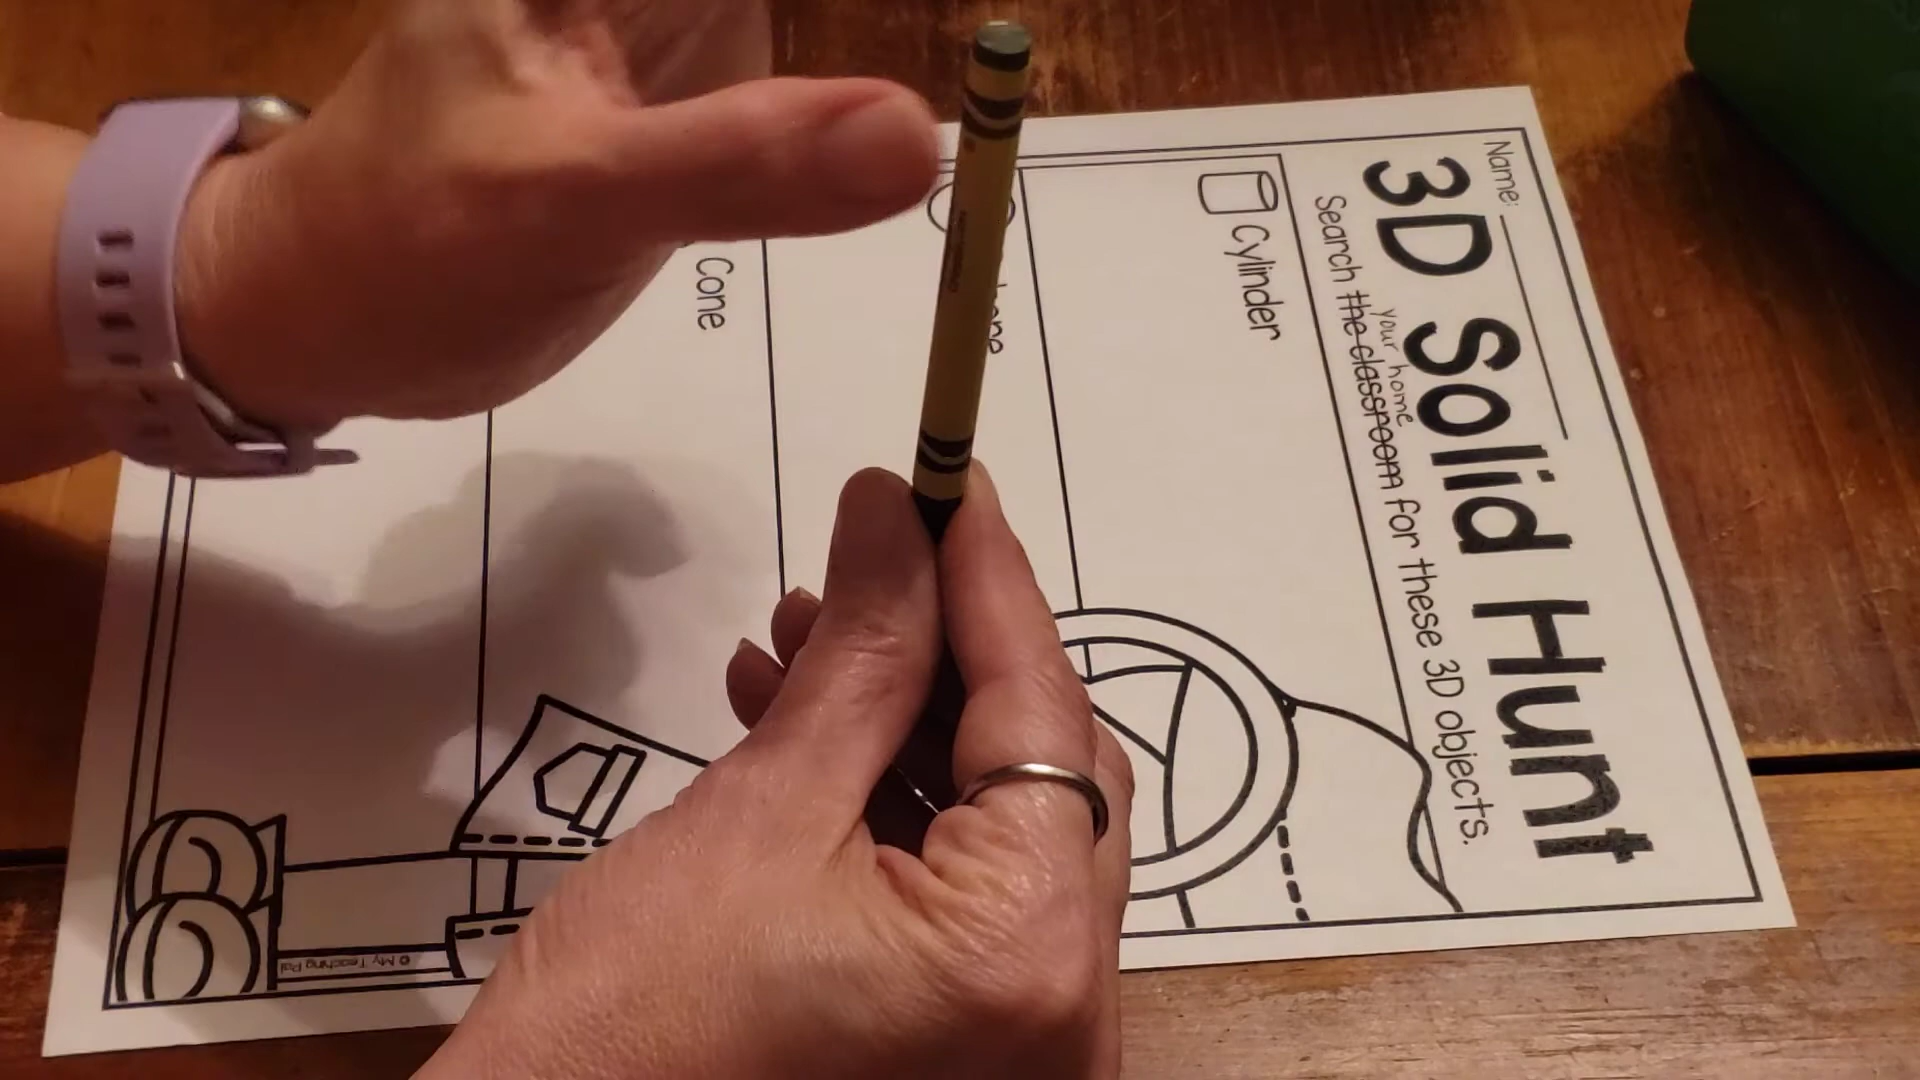 Name:
3D Solid Hunt
your home
Search the classroom for these 3D objects.
Cylinder
Cone
© My Teaching Pal